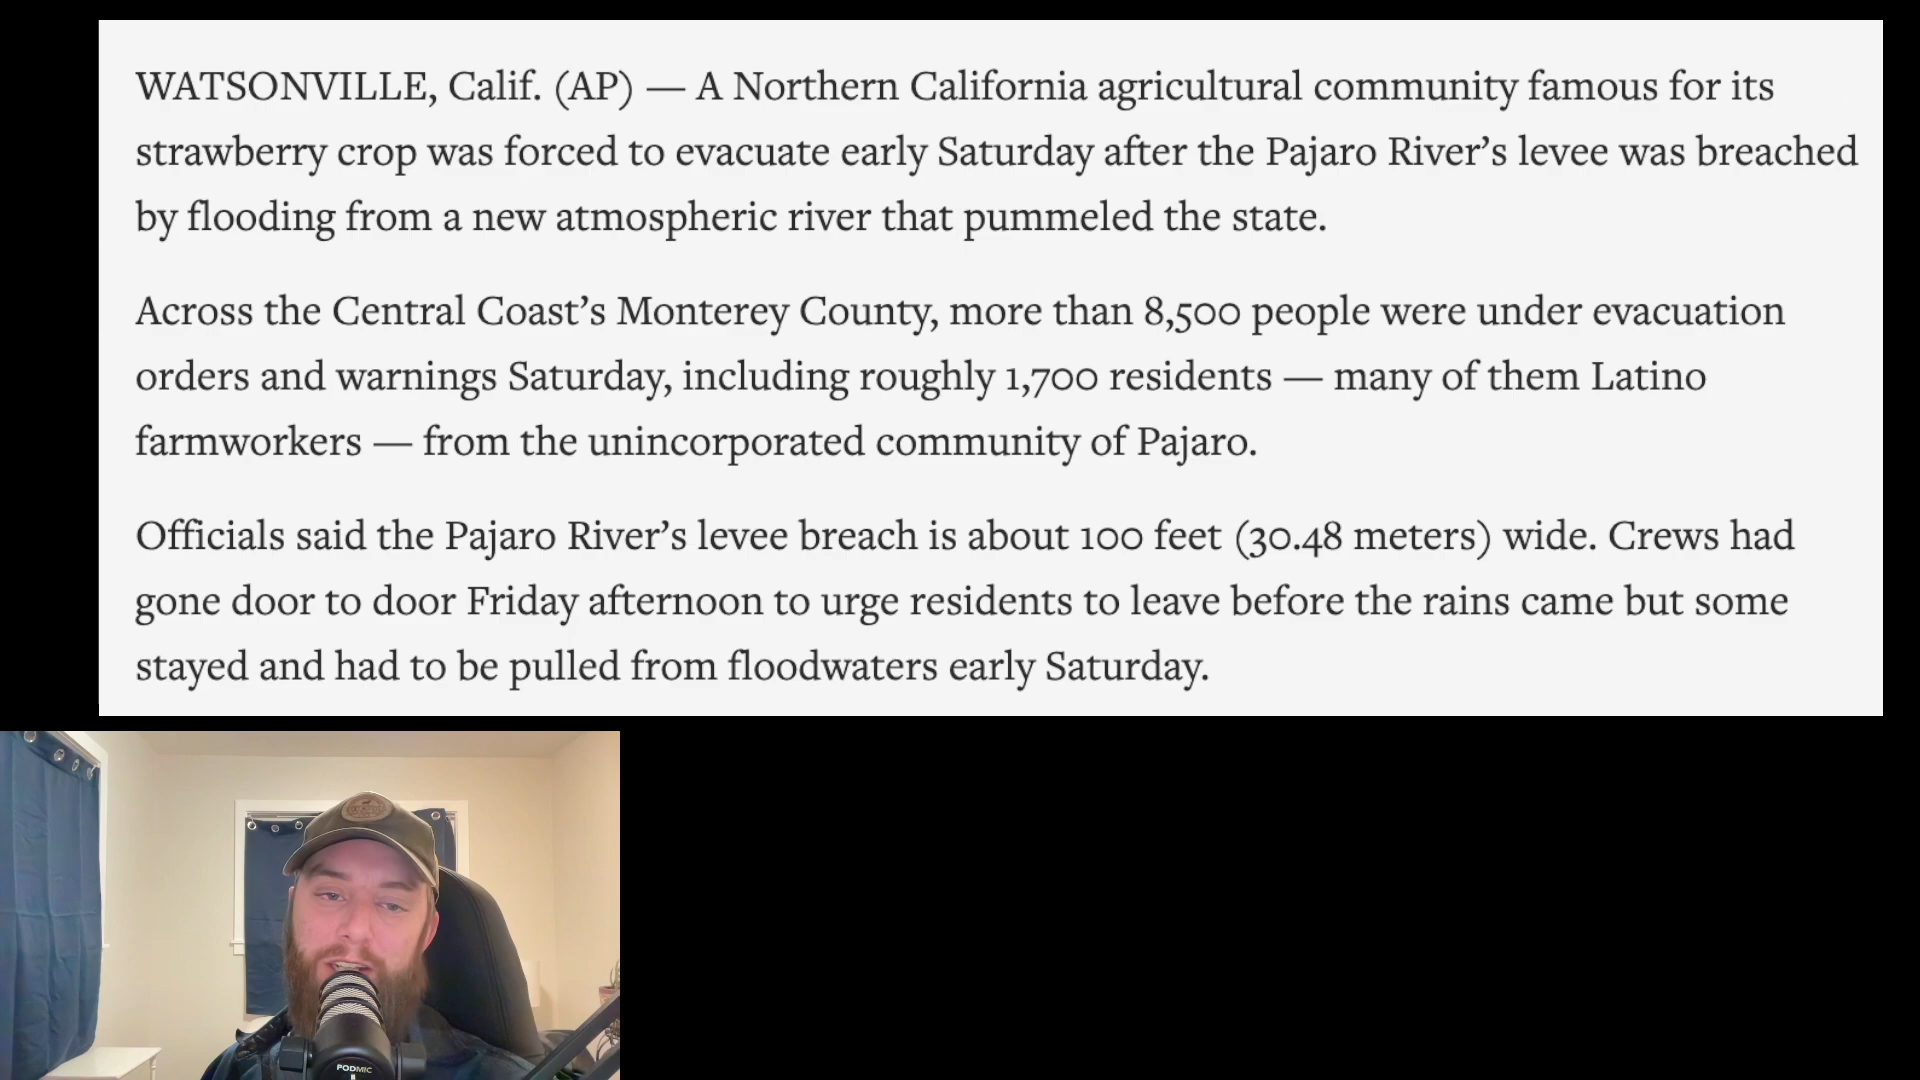 WATSONVILLE, Calif. (AP) — A Northern California agricultural community famous for its
strawberry crop was forced to evacuate early Saturday after the Pajaro River’s levee was breached
by flooding from a new atmospheric river that pummeled the state.
Across the Central Coast’s Monterey County, more than 8,500 people were under evacuation
orders and warnings Saturday, including roughly 1,700 residents — many of them Latino
farmworkers — from the unincorporated community of Pajaro.
Officials said the Pajaro River’s levee breach is about 100 feet (30.48 meters) wide. Crews had
gone door to door Friday afternoon to urge residents to leave before the rains came but some
stayed and had to be pulled from floodwaters early Saturday.
PODMIC